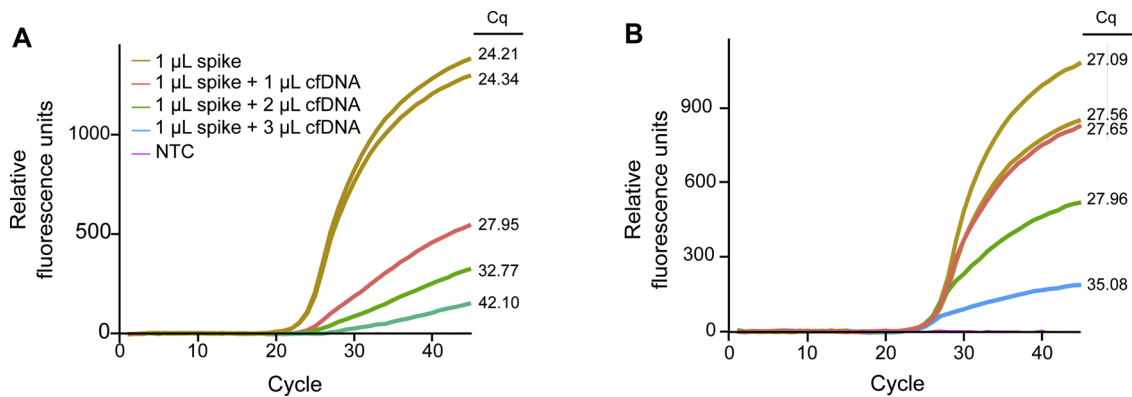 A
Cq
1 µL spike
1 µL spike + 1 µL cfDNA
1 µL spike + 2 µL cfDNA
1 µL spike + 3 µL cfDNA
NTC
24.21
24.34
27.95
32.77
42.10
Relative
fluorescence units
1000
500
0
0
10
20
30
40
Cycle
B
Cq
27.09
27.56
27.65
27.96
35.08
Relative
fluorescence units
900
600
300
0
0
10
20
30
40
Cycle